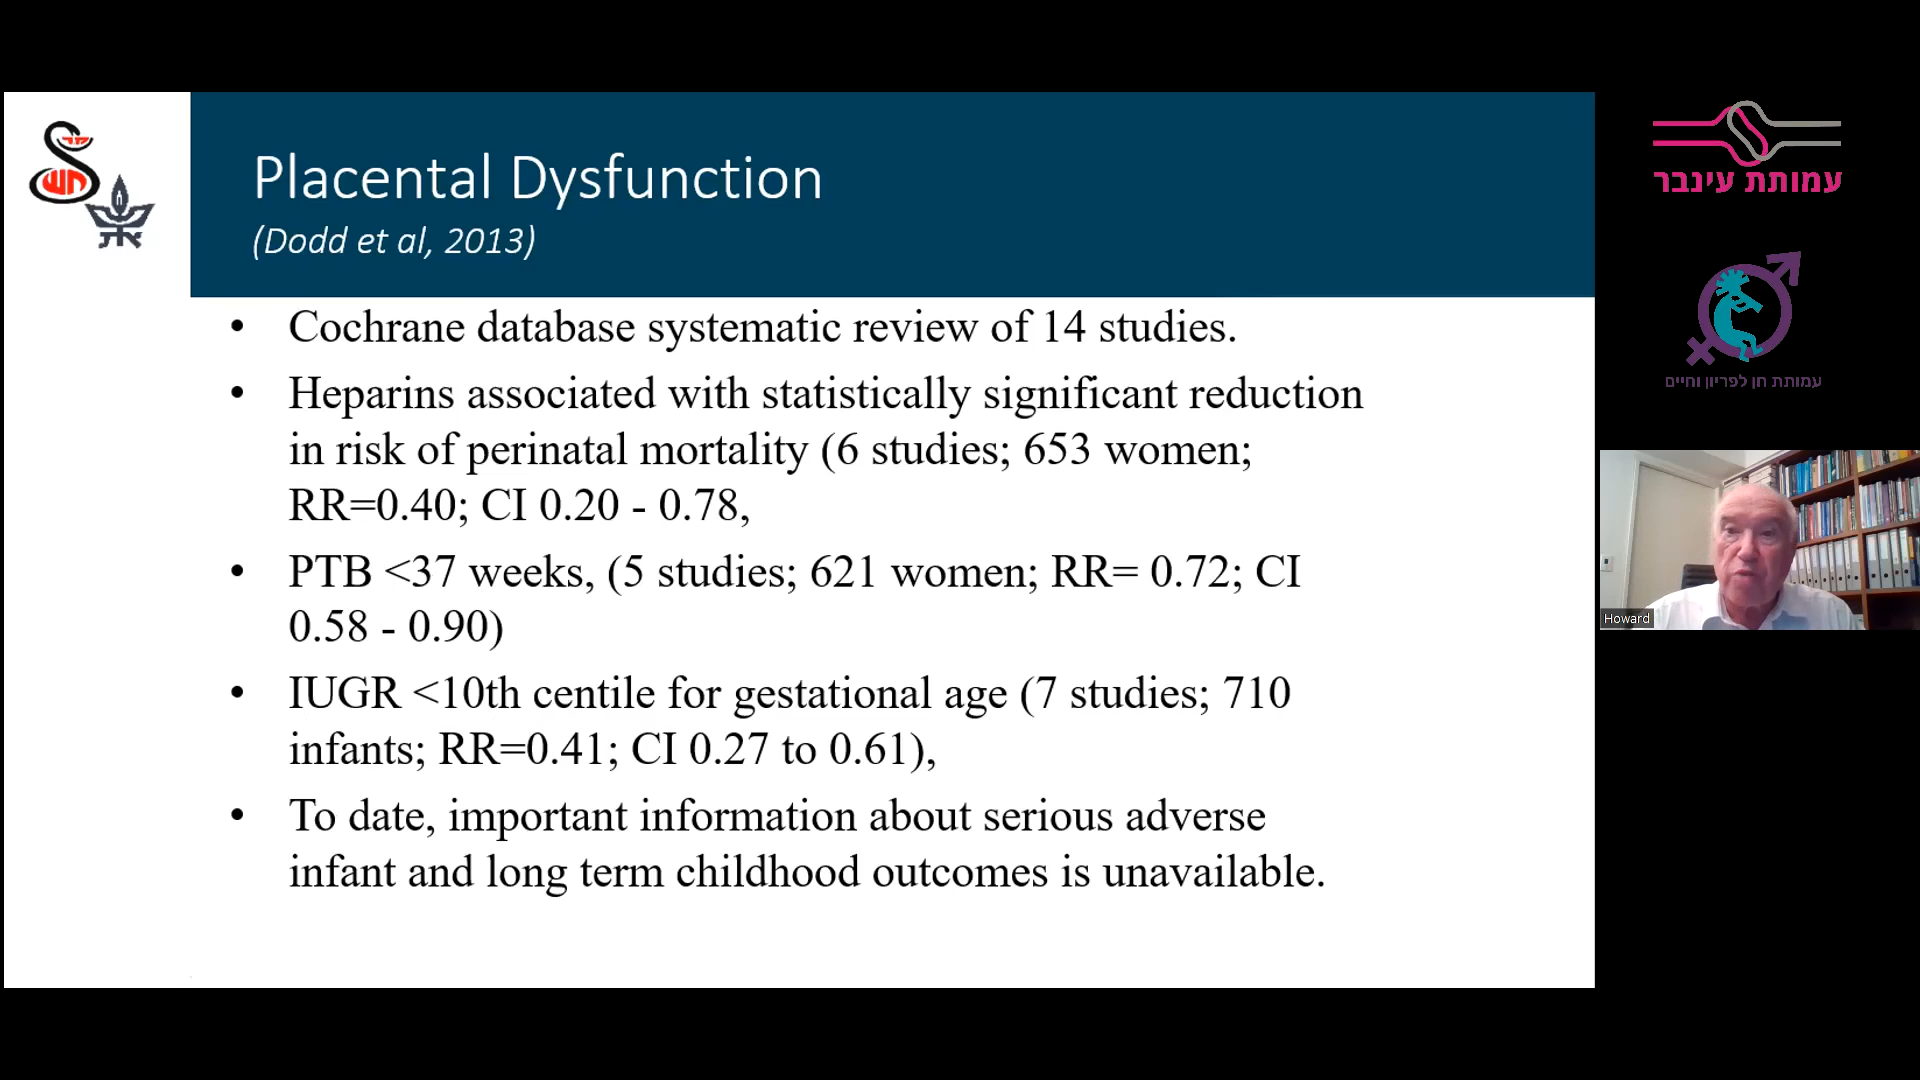 Placental Dysfunction
(Dodd et al, 2013)
• Cochrane database systematic review of 14 studies.
• Heparins associated with statistically significant reduction
in risk of perinatal mortality (6 studies; 653 women;
RR=0.40; CI 0.20 - 0.78,
• PTB <37 weeks, (5 studies; 621 women; RR= 0.72; CI
0.58 - 0.90)
• IUGR <10th centile for gestational age (7 studies; 710
infants; RR=0.41; CI 0.27 to 0.61),
• To date, important information about serious adverse
infant and long term childhood outcomes is unavailable.
עמותת עינבר
עמותת חן לפריון וחיים
Howard